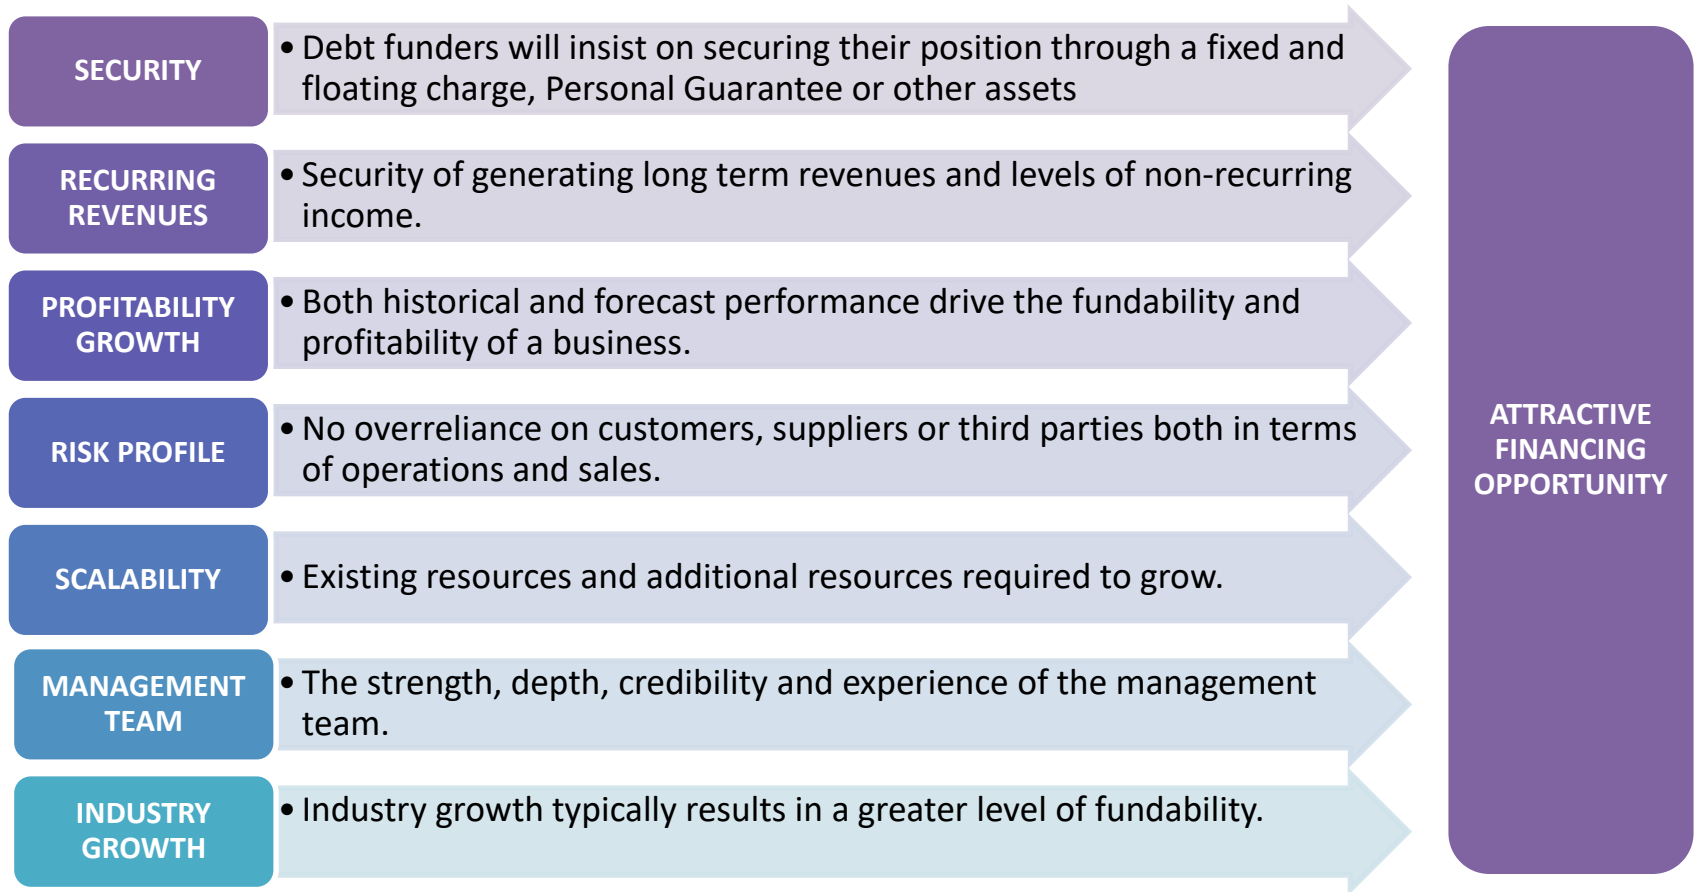 SECURITY
• Debt funders will insist on securing their position through a fixed and
floating charge, Personal Guarantee or other assets
RECURRING
REVENUES
• Security of generating long term revenues and levels of non-recurring
income.
PROFITABILITY
GROWTH
• Both historical and forecast performance drive the fundability and
profitability of a business.
RISK PROFILE
• No overreliance on customers, suppliers or third parties both in terms
of operations and sales.
SCALABILITY
• Existing resources and additional resources required to grow.
MANAGEMENT
TEAM
• The strength, depth, credibility and experience of the management
team.
INDUSTRY
GROWTH
• Industry growth typically results in a greater level of fundability.
ATTRACTIVE
FINANCING
OPPORTUNITY